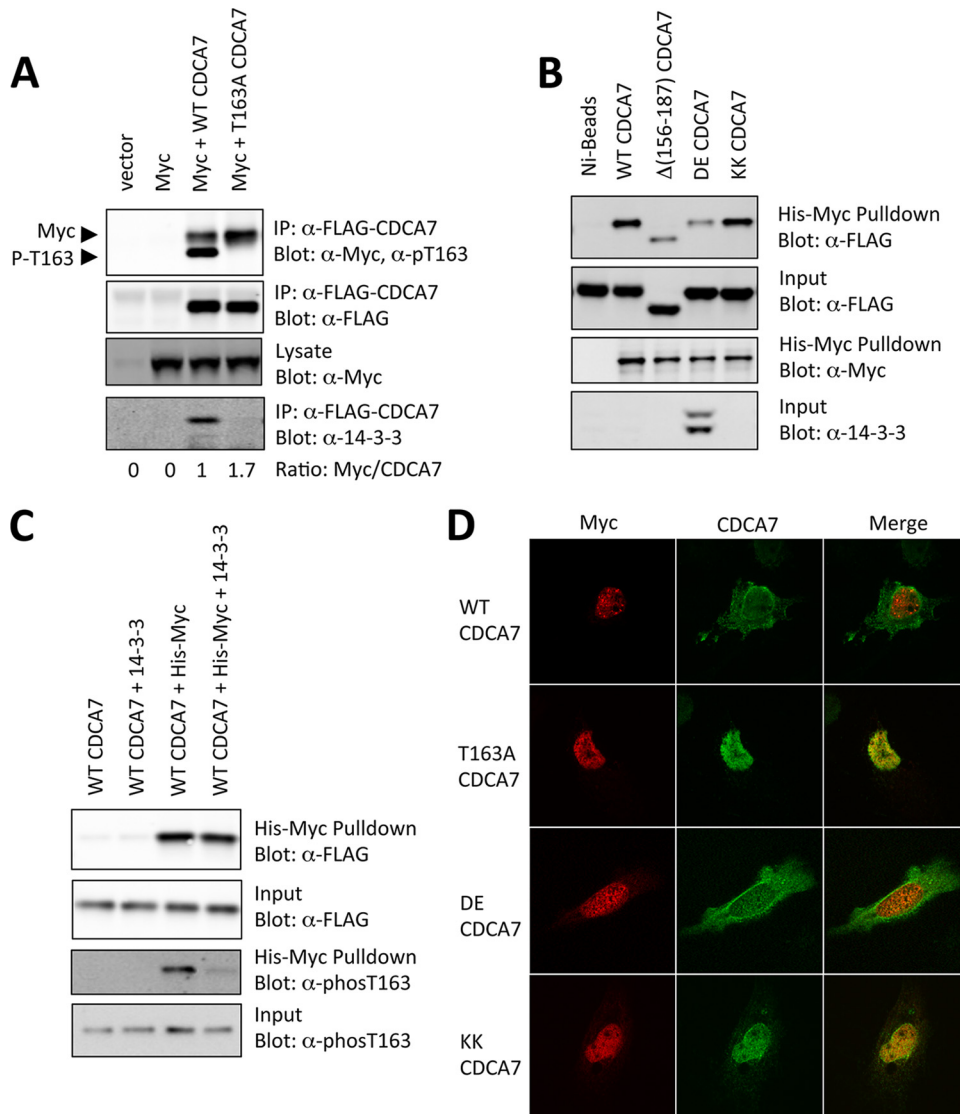 A
vector
Myc
Myc + WT CDCA7
Myc + T163A CDCA7
Myc
P-T163
IP: α-FLAG-CDCA7
Blot: α-Myc, α-pT163
IP: α-FLAG-CDCA7
Blot: α-FLAG
Lysate
Blot: α-Myc
IP: α-FLAG-CDCA7
Blot: α-14-3-3
0 0 1 1.7 Ratio: Myc/CDCA7
B
Ni-Beads
WT CDCA7
Δ(156-187) CDCA7
DE CDCA7
KK CDCA7
His-Myc Pulldown
Blot: α-FLAG
Input
Blot: α-FLAG
His-Myc Pulldown
Blot: α-Myc
Input
Blot: α-14-3-3
C
WT CDCA7
WT CDCA7 + 14-3-3
WT CDCA7 + His-Myc
WT CDCA7 + His-Myc + 14-3-3
His-Myc Pulldown
Blot: α-FLAG
Input
Blot: α-FLAG
His-Myc Pulldown
Blot: α-phosT163
Input
Blot: α-phosT163
D
Myc CDCA7 Merge
WT
CDCA7
T163A
CDCA7
DE
CDCA7
KK
CDCA7